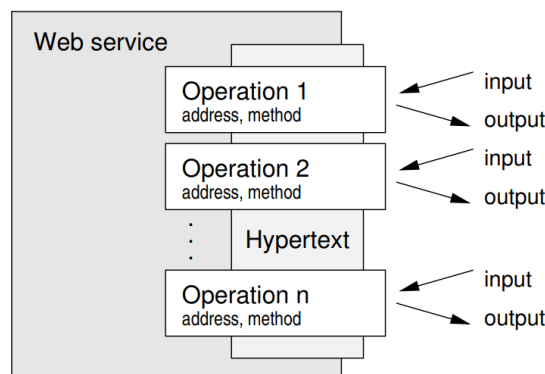 Web service
Operation 1
address, method
input
output
Operation 2
address, method
input
output
Hypertext
Operation n
address, method
input
output